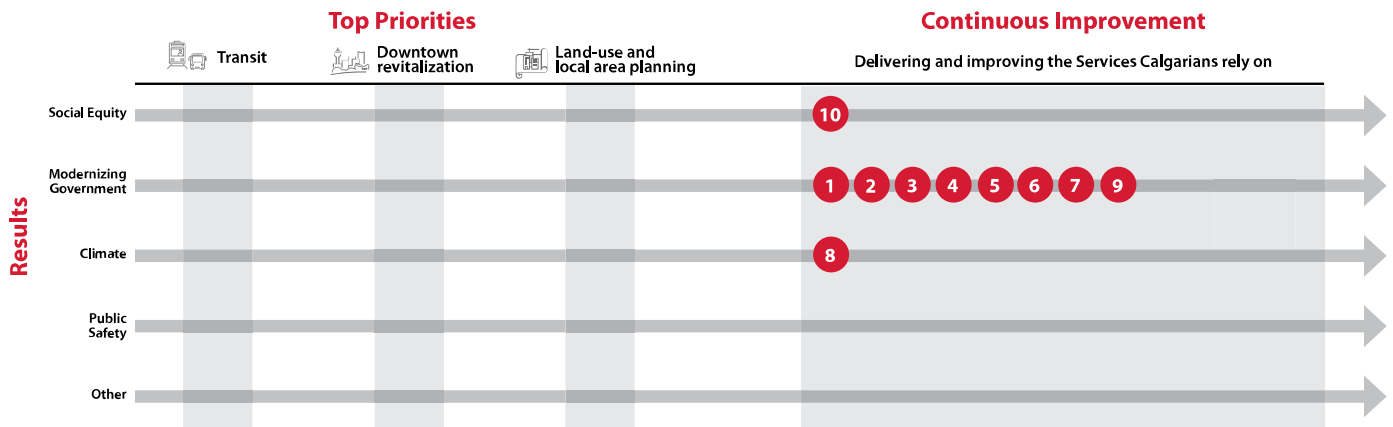 Top Priorities
Continuous Improvement
Transit
Downtown
revitalization
Land-use and
local area planning
Delivering and improving the Services Calgarians rely on
Results
Social Equity
10
Modernizing
Government
1 2 3 4 5 6 7 9
Climate
8
Public
Safety
Other